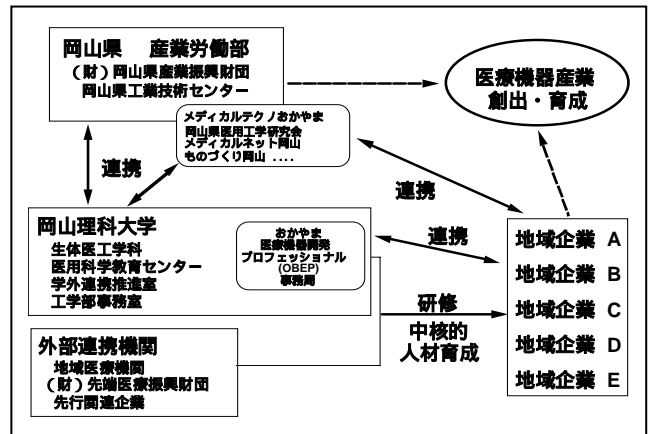 岡山県 産業労働部
（財）岡山県産業振興財団
岡山県工業技術センター
メディカルテクノおかやま
岡山県医用工学研究会
メディカルネット岡山
ものづくり岡山 ....
医療機器産業
創出・育成
連携
連携
岡山理科大学
生体医工学科
医用科学教育センター
学外連携推進室
工学部事務室
おかやま
医療機器開発
プロフェッショナル
(OBEP)
事務局
連携
研修
中核的
人材育成
地域企業 A
地域企業 B
地域企業 C
地域企業 D
地域企業 E
外部連携機関
地域医療機関
（財）先端医療振興財団
先行関連企業